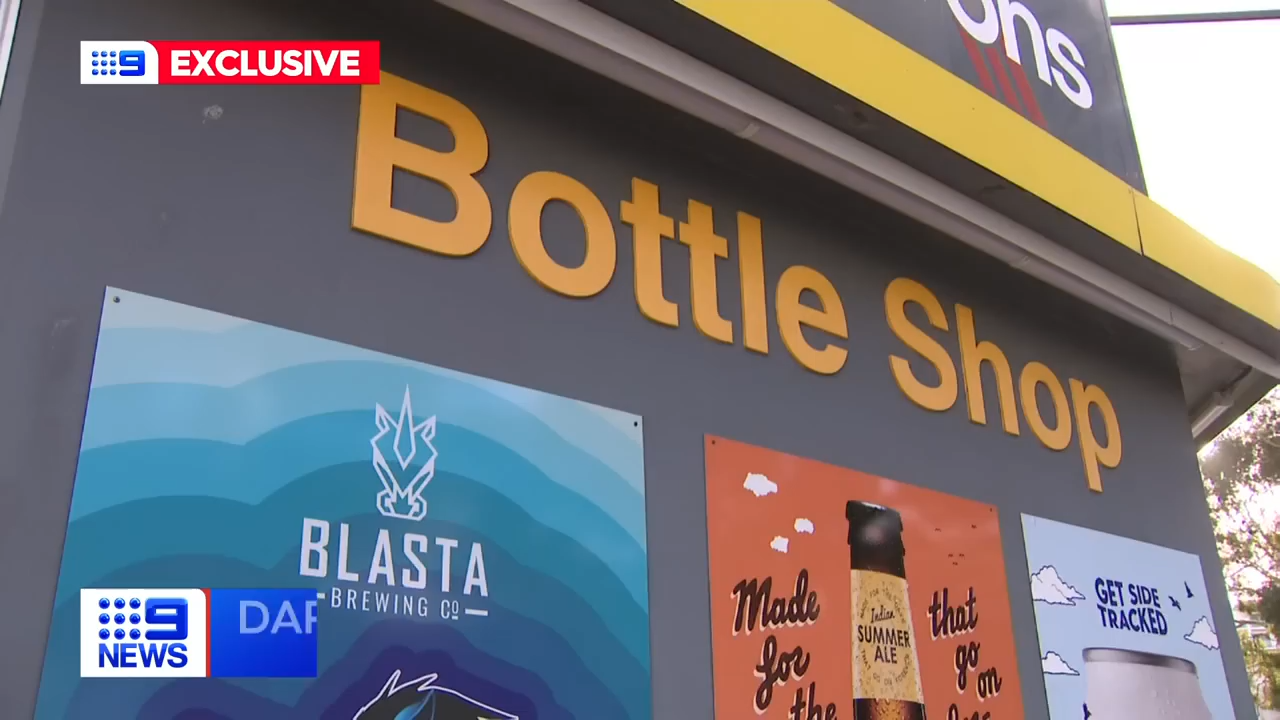 9 EXCLUSIVE
ons
Bottle Shop
BLASTA
BREWING Co
Made
for
the
Indian
SUMMER
ALE
that
go
on
GET SIDE
TRACKED
9
NEWS
DAR